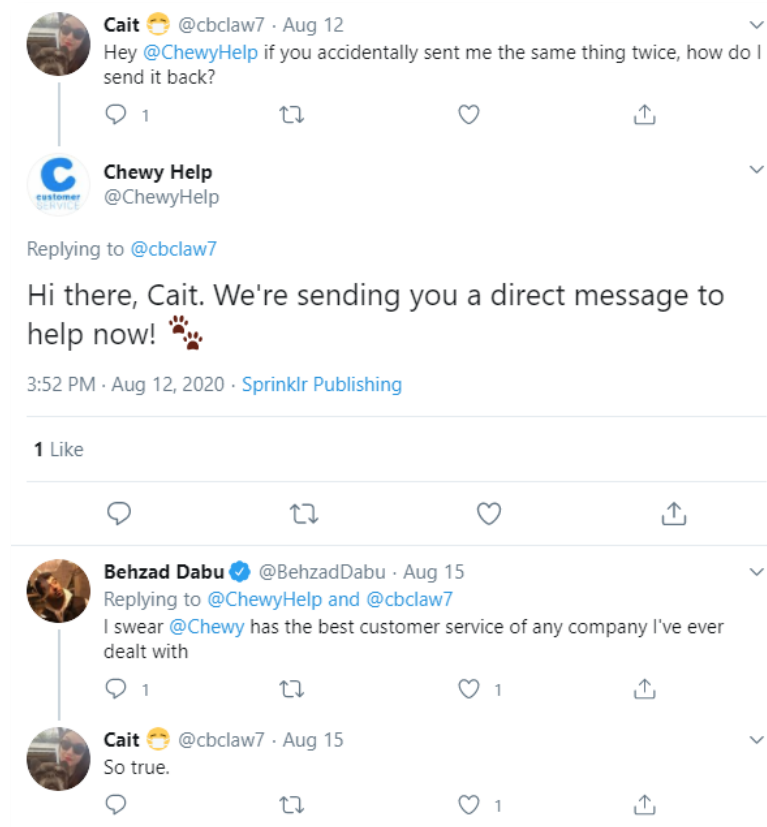 Cait 😷 @cbclaw7 · Aug 12
Hey @ChewyHelp if you accidentally sent me the same thing twice, how do I
send it back?
1
C
customer
SERVICE
Chewy Help
@ChewyHelp
Replying to @cbclaw7
Hi there, Cait. We're sending you a direct message to
help now! 🐾
3:52 PM · Aug 12, 2020 · Sprinklr Publishing
1 Like
Behzad Dabu @BehzadDabu · Aug 15
Replying to @ChewyHelp and @cbclaw7
I swear @Chewy has the best customer service of any company I've ever
dealt with
1 1
Cait 😷 @cbclaw7 · Aug 15
So true.
1